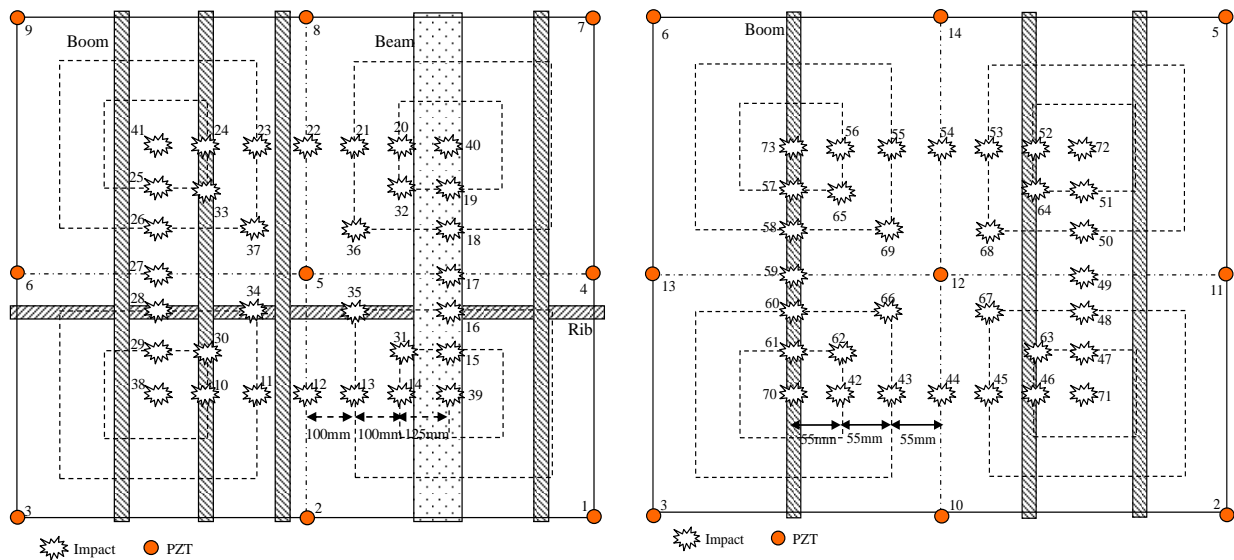 9 8 7 6 14 5
Boom Beam Boom
41 24 23 22 21 20 40 73 56 55 54 53 52 72
25 33 32 19 57 65 64 51
26 37 36 18 58 69 68 50
6 27 5 17 4 13 59 12 49 11
28 34 35 16 60 66 67 48
Rib
29 30 31 15 61 62 63 47
38 10 11 12 13 14 39 70 42 43 44 45 46 71
100mm 100mm 125mm 55mm 55mm 55mm
3 2 1 3 10 2
Impact PZT Impact PZT